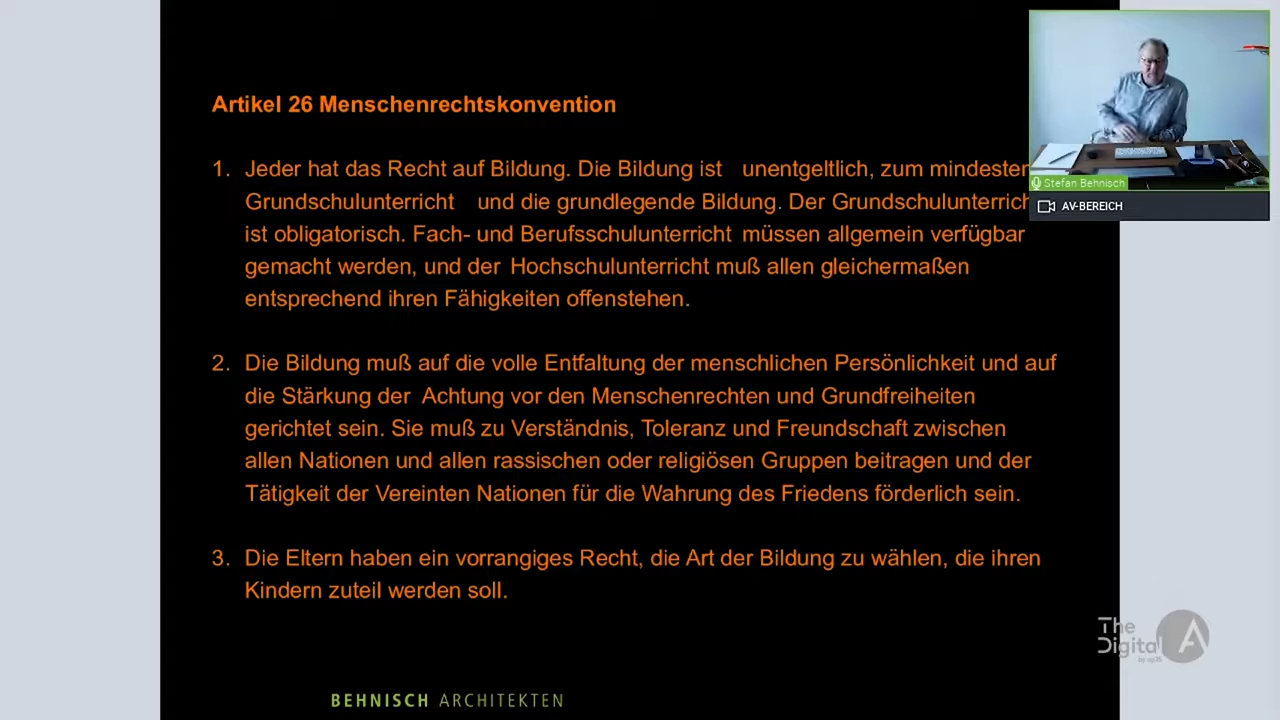 Artikel 26 Menschenrechtskonvention
1. Jeder hat das Recht auf Bildung. Die Bildung ist unentgeltlich, zum mindesten
Grundschulunterricht und die grundlegende Bildung. Der Grundschulunterricht
ist obligatorisch. Fach- und Berufsschulunterricht müssen allgemein verfügbar
gemacht werden, und der Hochschulunterricht muß allen gleichermaßen
entsprechend ihren Fähigkeiten offenstehen.
2. Die Bildung muß auf die volle Entfaltung der menschlichen Persönlichkeit und auf
die Stärkung der Achtung vor den Menschenrechten und Grundfreiheiten
gerichtet sein. Sie muß zu Verständnis, Toleranz und Freundschaft zwischen
allen Nationen und allen rassischen oder religiösen Gruppen beitragen und der
Tätigkeit der Vereinten Nationen für die Wahrung des Friedens förderlich sein.
3. Die Eltern haben ein vorrangiges Recht, die Art der Bildung zu wählen, die ihren
Kindern zuteil werden soll.
BEHNISCH ARCHITEKTEN
Stefan Behnisch
AV-BEREICH
The
Digital A